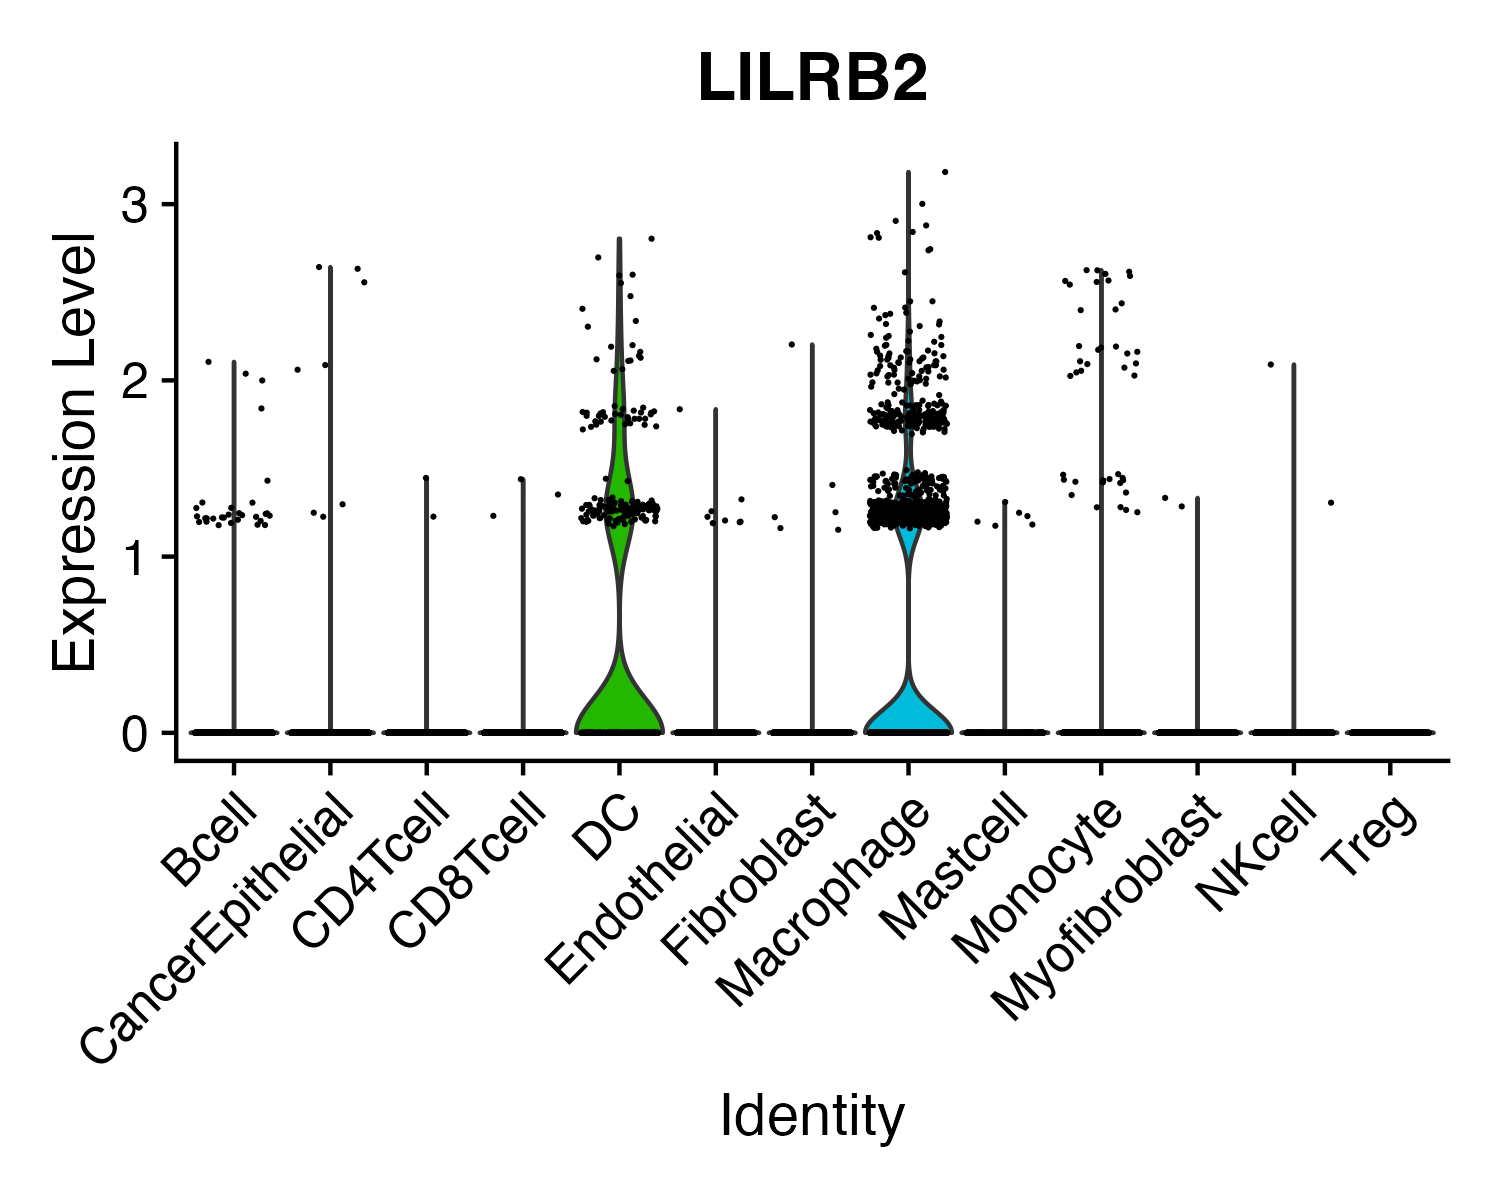 LILRB2
Expression Level
3
2
1
0
Bcell
CancerEpithelial
CD4Tcell
CD8Tcell
DC
Endothelial
Fibroblast
Macrophage
Mastcell
Monocyte
Myofibroblast
NKcell
Treg
Identity